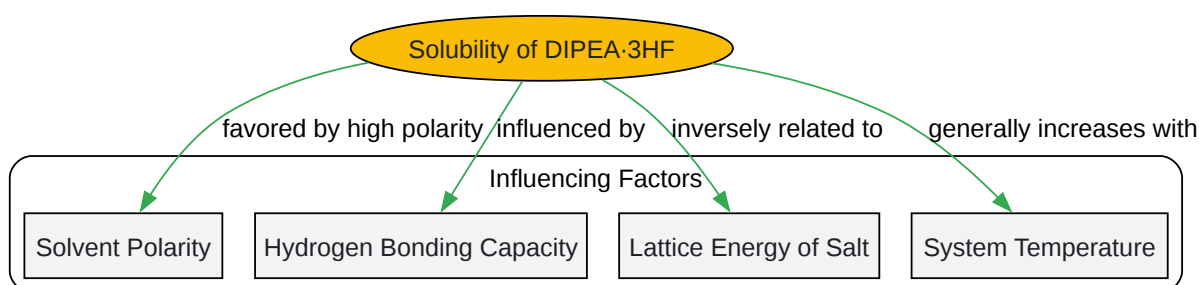 Solubility of DIPEA·3HF
favored by high polarity
influenced by
inversely related to
generally increases with
Influencing Factors
Solvent Polarity
Hydrogen Bonding Capacity
Lattice Energy of Salt
System Temperature